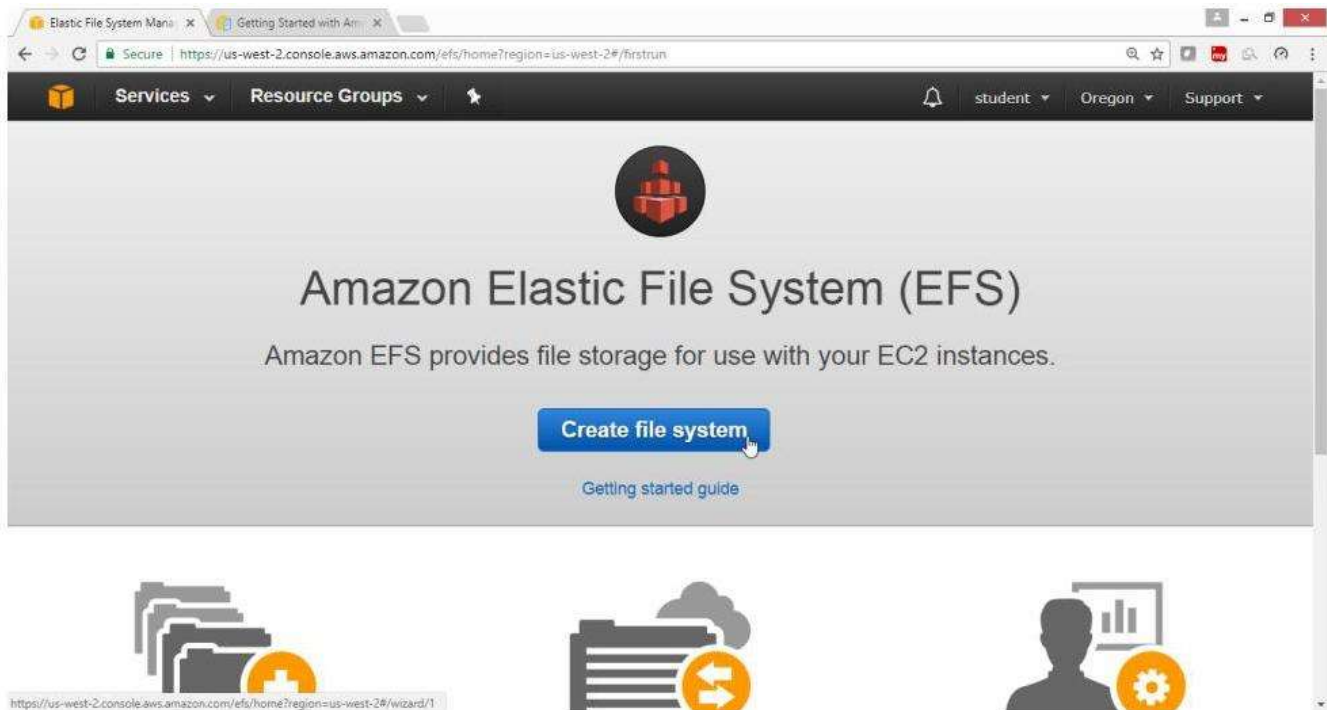 Elastic File System Mana
Getting Started with Am
Secure | https://us-west-2.console.aws.amazon.com/efs/home?region=us-west-2#/firstrun
my
Services Resource Groups student Oregon Support
Amazon Elastic File System (EFS)
Amazon EFS provides file storage for use with your EC2 instances.
Create file system
Getting started guide
https://us-west-2.console.aws.amazon.com/efs/home?region=us-west-2#/wizard/1